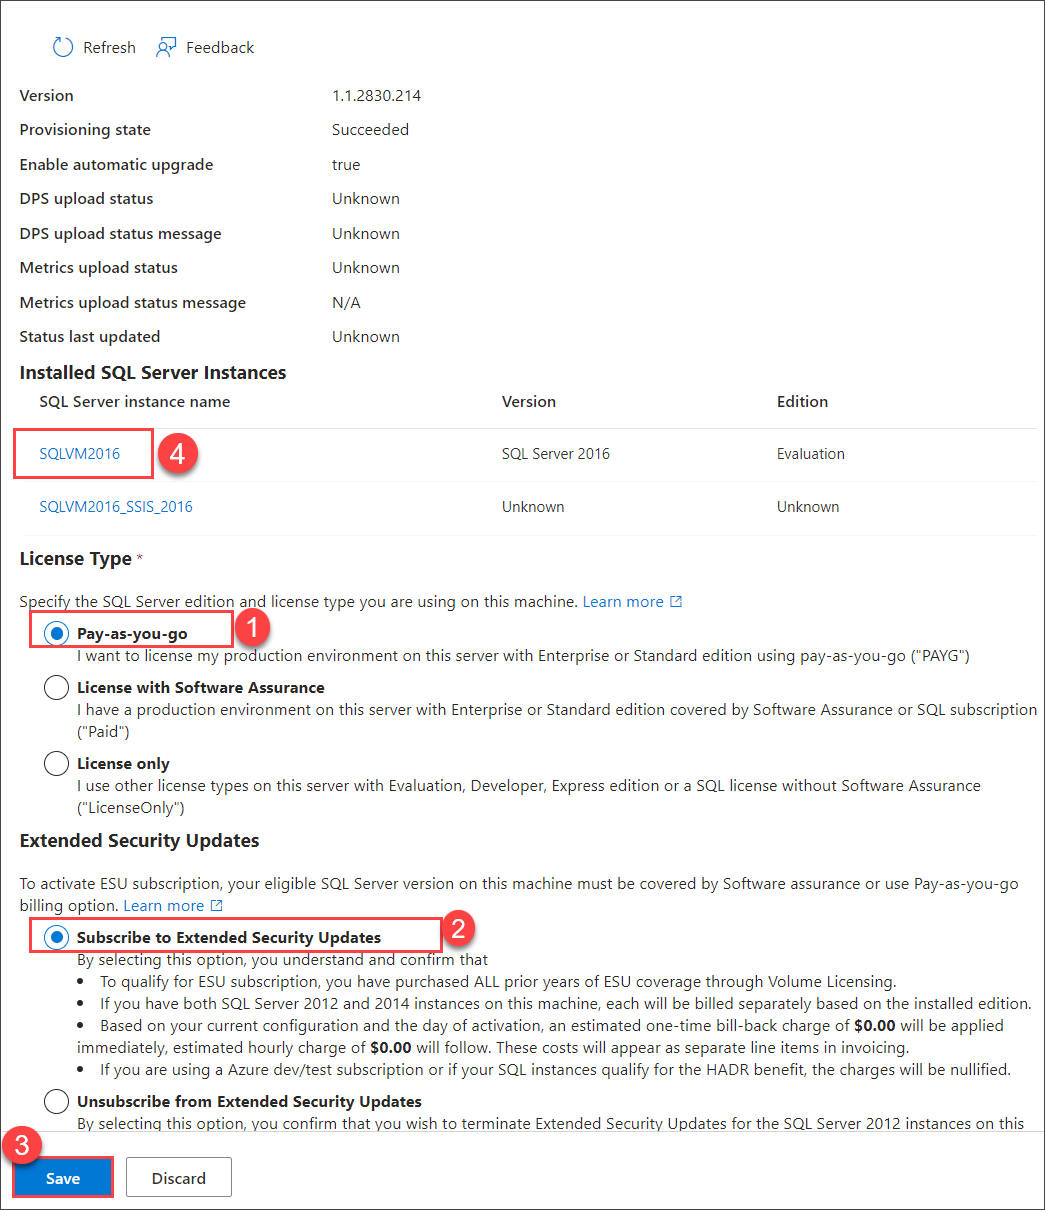 Refresh Feedback
Version 1.1.2830.214
Provisioning state Succeeded
Enable automatic upgrade true
DPS upload status Unknown
DPS upload status message Unknown
Metrics upload status Unknown
Metrics upload status message N/A
Status last updated Unknown
Installed SQL Server Instances
SQL Server instance name Version Edition
SQLVM2016 4 SQL Server 2016 Evaluation
SQLVM2016_SSIS_2016 Unknown Unknown
License Type *
Specify the SQL Server edition and license type you are using on this machine. Learn more
Pay-as-you-go 1
I want to license my production environment on this server with Enterprise or Standard edition using pay-as-you-go ("PAYG")
License with Software Assurance
I have a production environment on this server with Enterprise or Standard edition covered by Software Assurance or SQL subscription
("Paid")
License only
I use other license types on this server with Evaluation, Developer, Express edition or a SQL license without Software Assurance
("LicenseOnly")
Extended Security Updates
To activate ESU subscription, your eligible SQL Server version on this machine must be covered by Software assurance or use Pay-as-you-go
billing option. Learn more
Subscribe to Extended Security Updates 2
By selecting this option, you understand and confirm that
• To qualify for ESU subscription, you have purchased ALL prior years of ESU coverage through Volume Licensing.
• If you have both SQL Server 2012 and 2014 instances on this machine, each will be billed separately based on the installed edition.
• Based on your current configuration and the day of activation, an estimated one-time bill-back charge of $0.00 will be applied
immediately, estimated hourly charge of $0.00 will follow. These costs will appear as separate line items in invoicing.
• If you are using a Azure dev/test subscription or if your SQL instances qualify for the HADR benefit, the charges will be nullified.
Unsubscribe from Extended Security Updates
By selecting this option, you confirm that you wish to terminate Extended Security Updates for the SQL Server 2012 instances on this
3
Save Discard